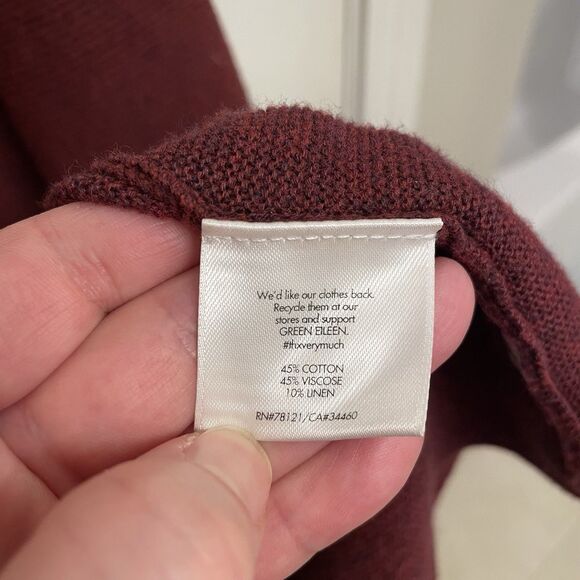 We'd like our clothes back.
Recycle them at our
stores and support
GREEN EILEEN.
#thxverymuch
45% COTTON
45% VISCOSE
10% LINEN
RN#78121/CA#34460